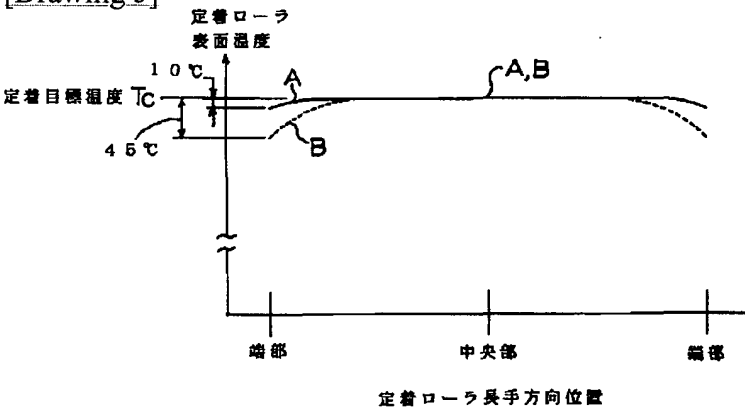 [Drawing 3]
定着ローラ
表面温度
10℃
A
A,B
定着目標温度 Tc
B
45℃
端部
中央部
端部
定着ローラ長手方向位置